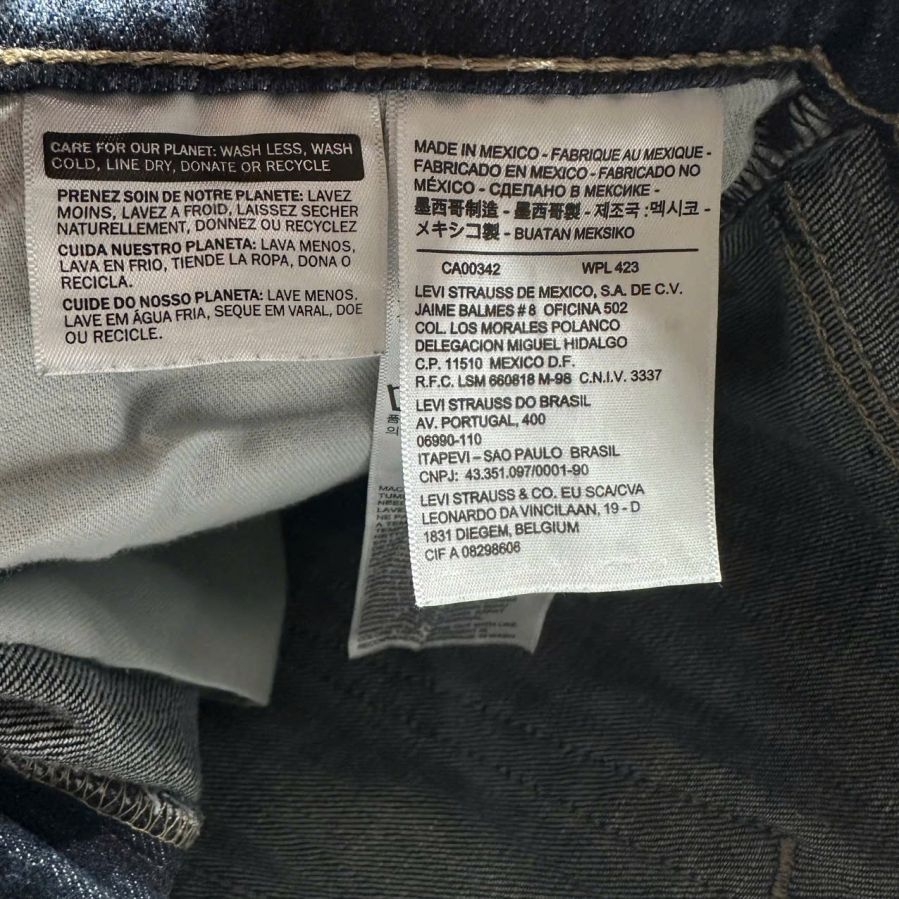 CARE FOR OUR PLANET: WASH LESS, WASH
COLD, LINE DRY, DONATE OR RECYCLE
PRENEZ SOIN DE NOTRE PLANETE: LAVEZ
MOINS, LAVEZ A FROID, LAISSEZ SECHER
NATURELLEMENT, DONNEZ OU RECYCLEZ
CUIDA NUESTRO PLANETA: LAVA MENOS,
LAVA EN FRIO, TIENDE LA ROPA, DONA O
RECICLA.
CUIDE DO NOSSO PLANETA: LAVE MENOS.
LAVE EM ÁGUA FRIA, SEQUE EM VARAL, DOE
OU RECICLE.
MADE IN MEXICO - FABRIQUE AU MEXIQUE -
FABRICADO EN MEXICO - FABRICADO NO
MÉXICO - СДЕЛАНО В МЕКСИКЕ -
墨西哥制造 - 墨西哥製 - 제조국 :멕시코 -
メキシコ製 - BUATAN MEKSIKO
CA00342 WPL 423
LEVI STRAUSS DE MEXICO, S.A. DE C.V.
JAIME BALMES # 8 OFICINA 502
COL. LOS MORALES POLANCO
DELEGACION MIGUEL HIDALGO
C.P. 11510 MEXICO D.F.
R.F.C. LSM 660818 M-98 C.N.I.V. 3337
LEVI STRAUSS DO BRASIL
AV. PORTUGAL, 400
06990-110
ITAPEVI – SAO PAULO BRASIL
CNPJ: 43.351.097/0001-90
LEVI STRAUSS & CO. EU SCA/CVA
LEONARDO DA VINCILAAN, 19 - D
1831 DIEGEM, BELGIUM
CIF A 08298606